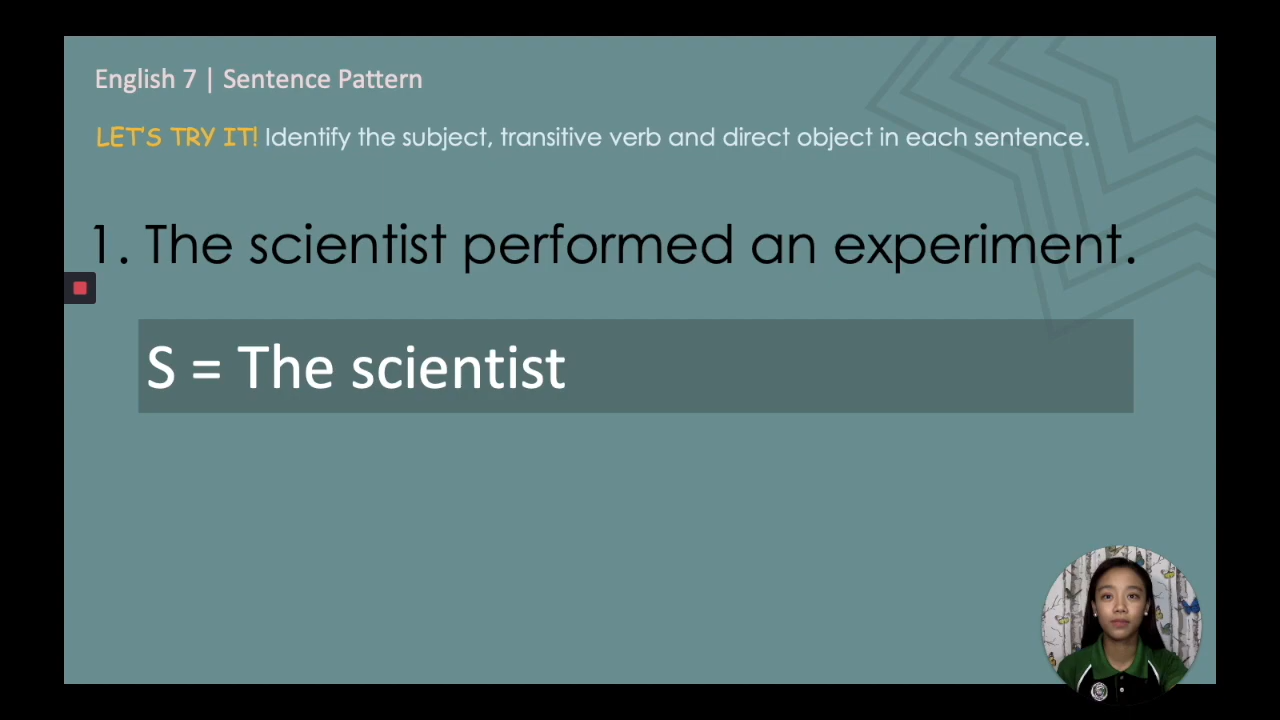 English 7 | Sentence Pattern
LET'S TRY IT! Identify the subject, transitive verb and direct object in each sentence.
1. The scientist performed an experiment.
S = The scientist